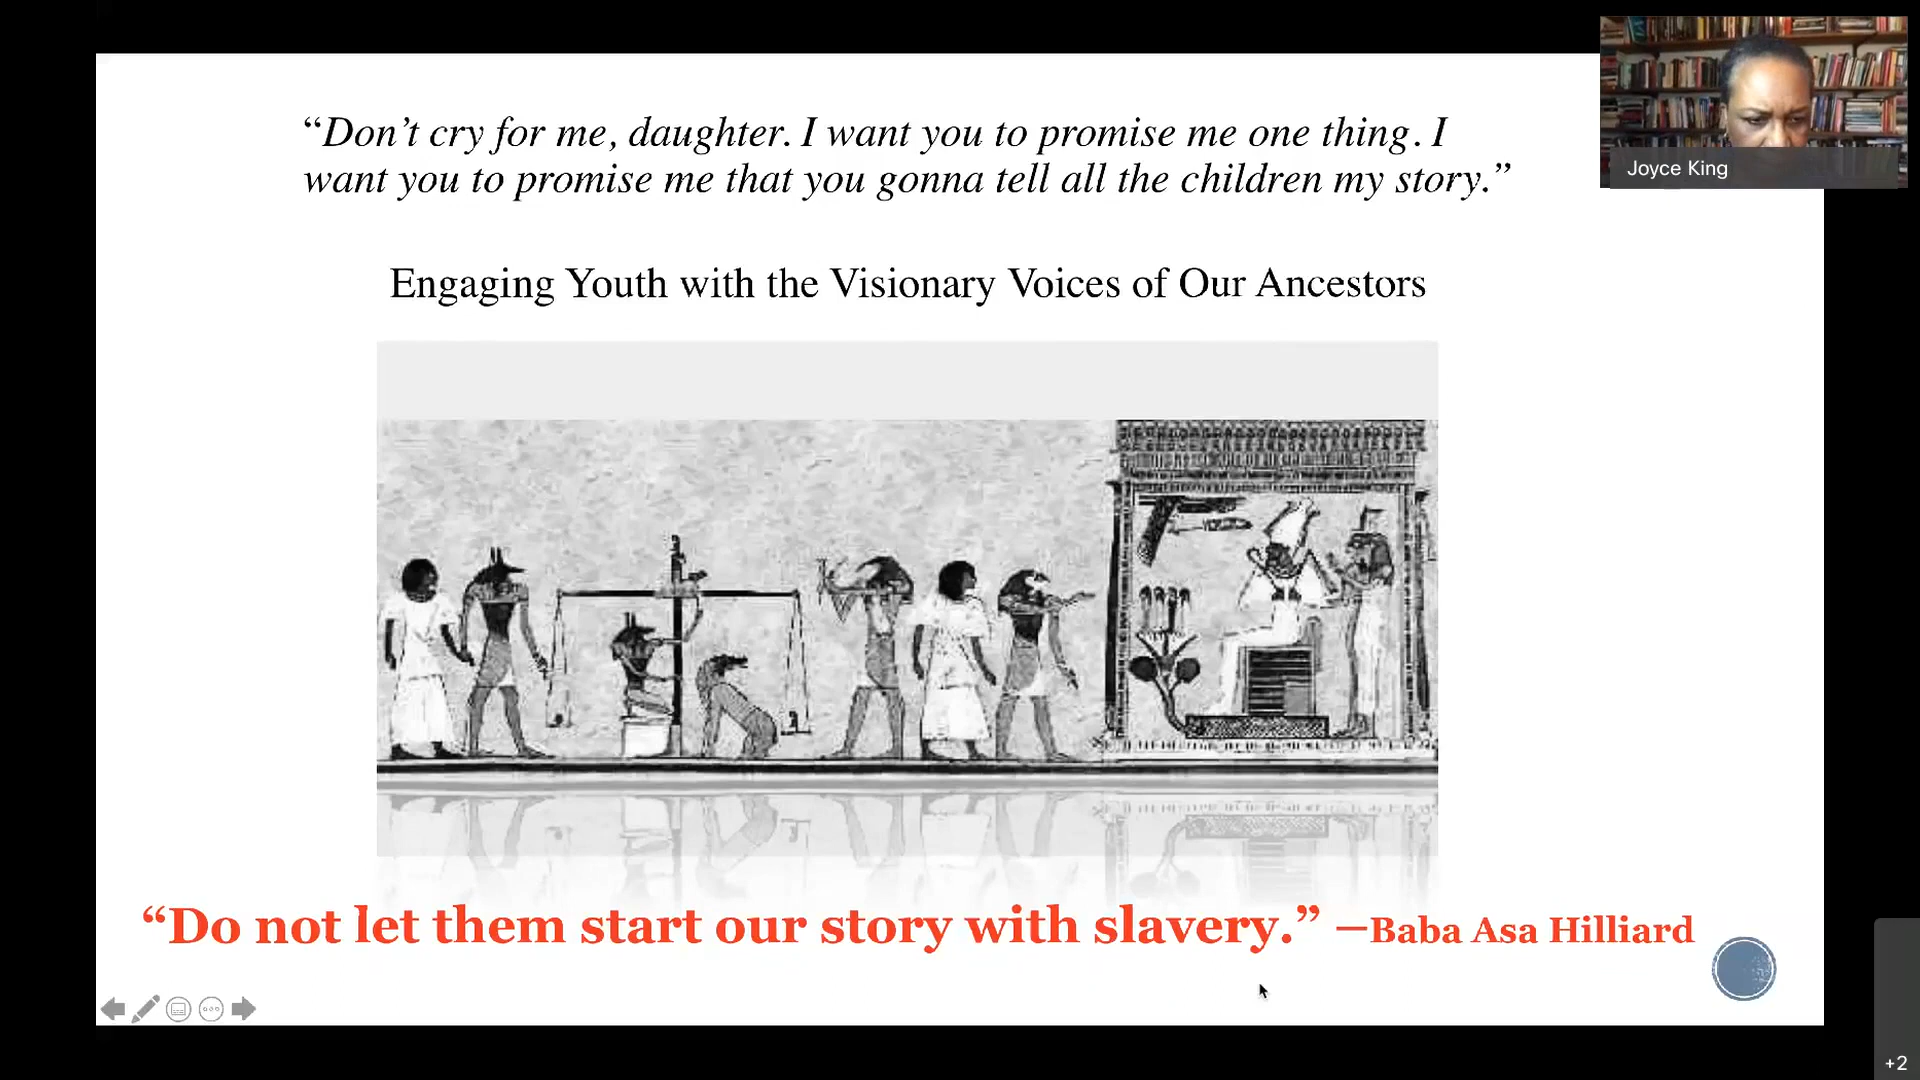 “Don’t cry for me, daughter. I want you to promise me one thing. I
want you to promise me that you gonna tell all the children my story.”
Joyce King
Engaging Youth with the Visionary Voices of Our Ancestors
“Do not let them start our story with slavery.” —Baba Asa Hilliard
+2